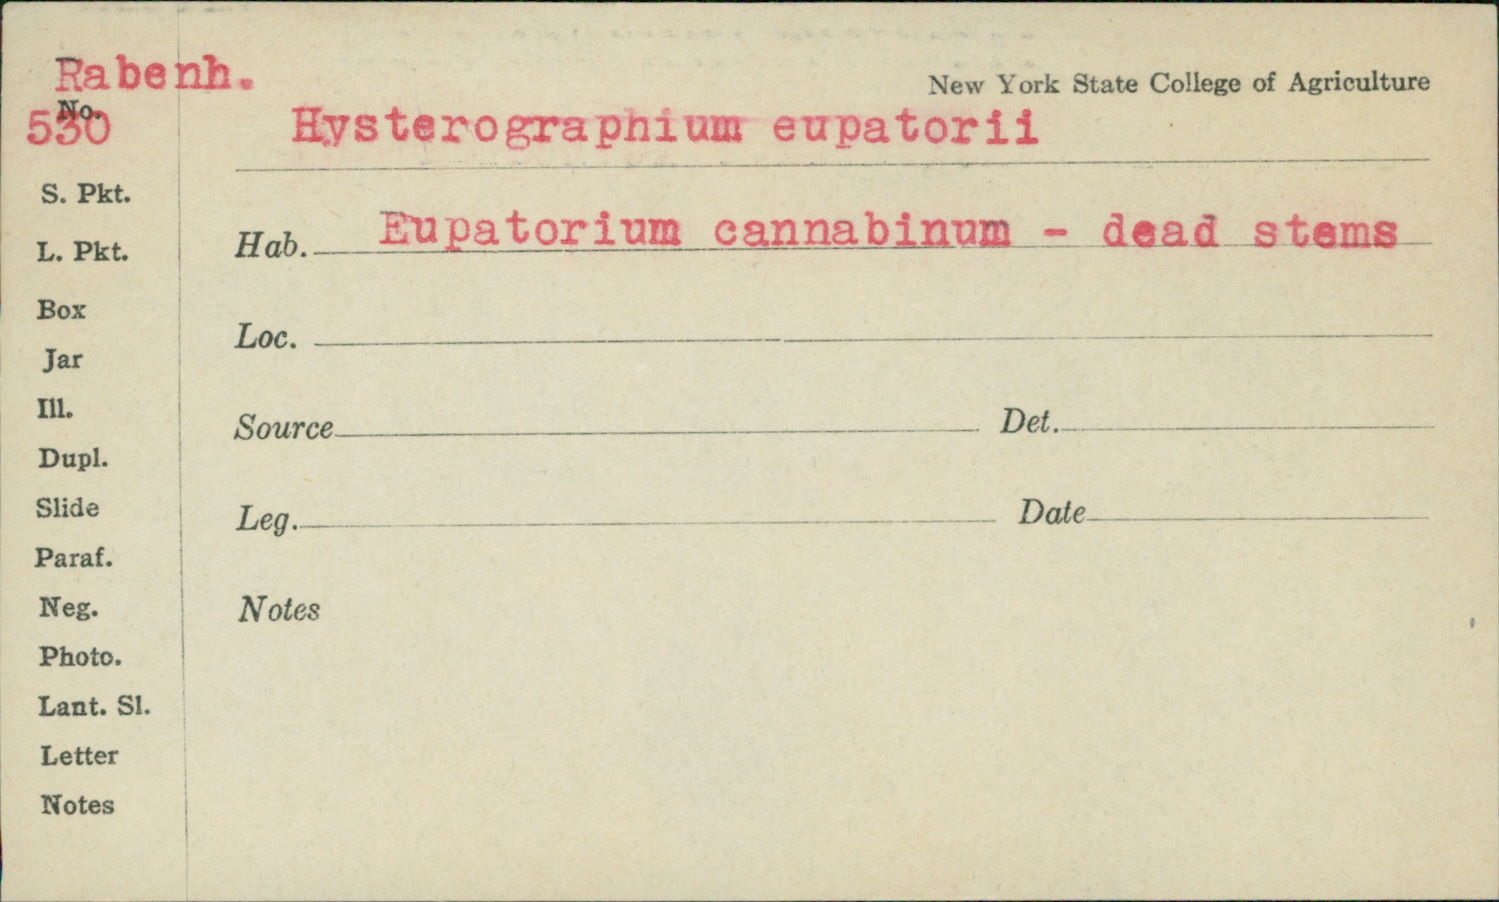 Rabenh.
New York State College of Agriculture
No.
530
Hysterographium eupatorii
S. Pkt.
Hab. Eupatorium cannabinum - dead stems
L. Pkt.
Box
Loc.
Jar
Ill.
Source Det.
Dupl.
Slide
Leg. Date
Paraf.
Neg.
Notes
Photo.
Lant. Sl.
Letter
Notes